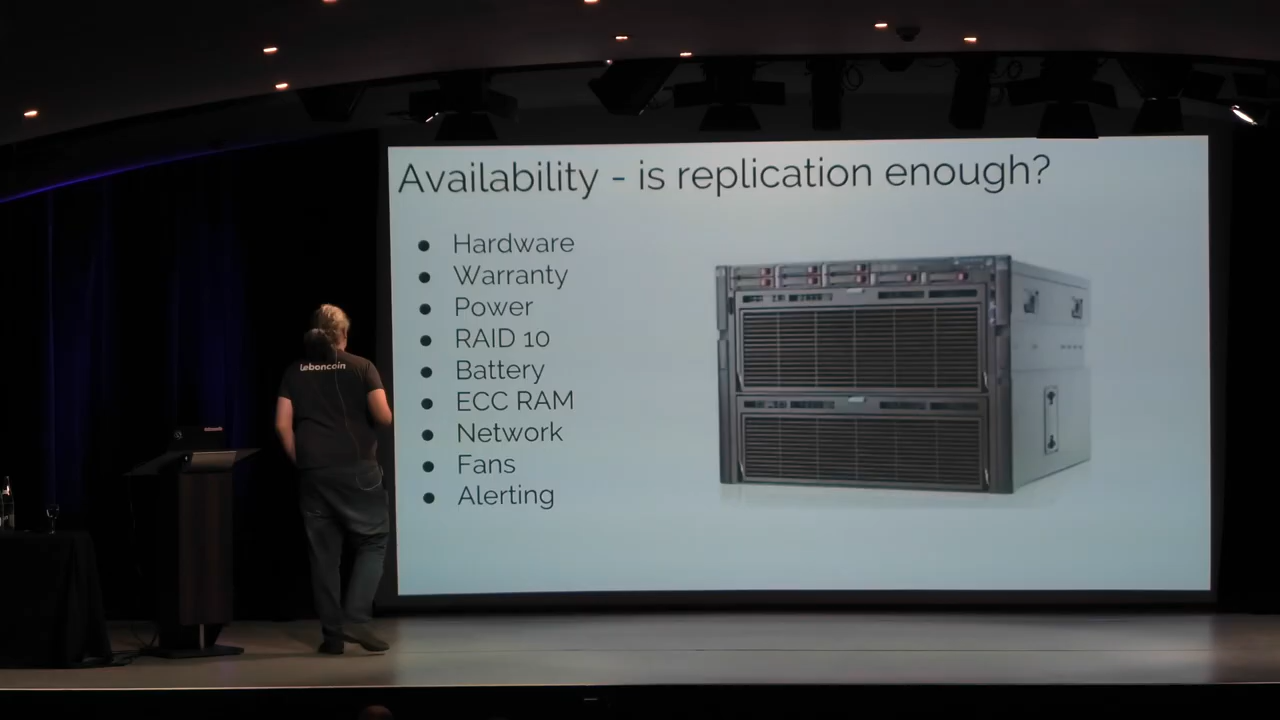 Availability - is replication enough?
● Hardware
● Warranty
● Power
● RAID 10
● Battery
● ECC RAM
● Network
● Fans
● Alerting
leboncoin